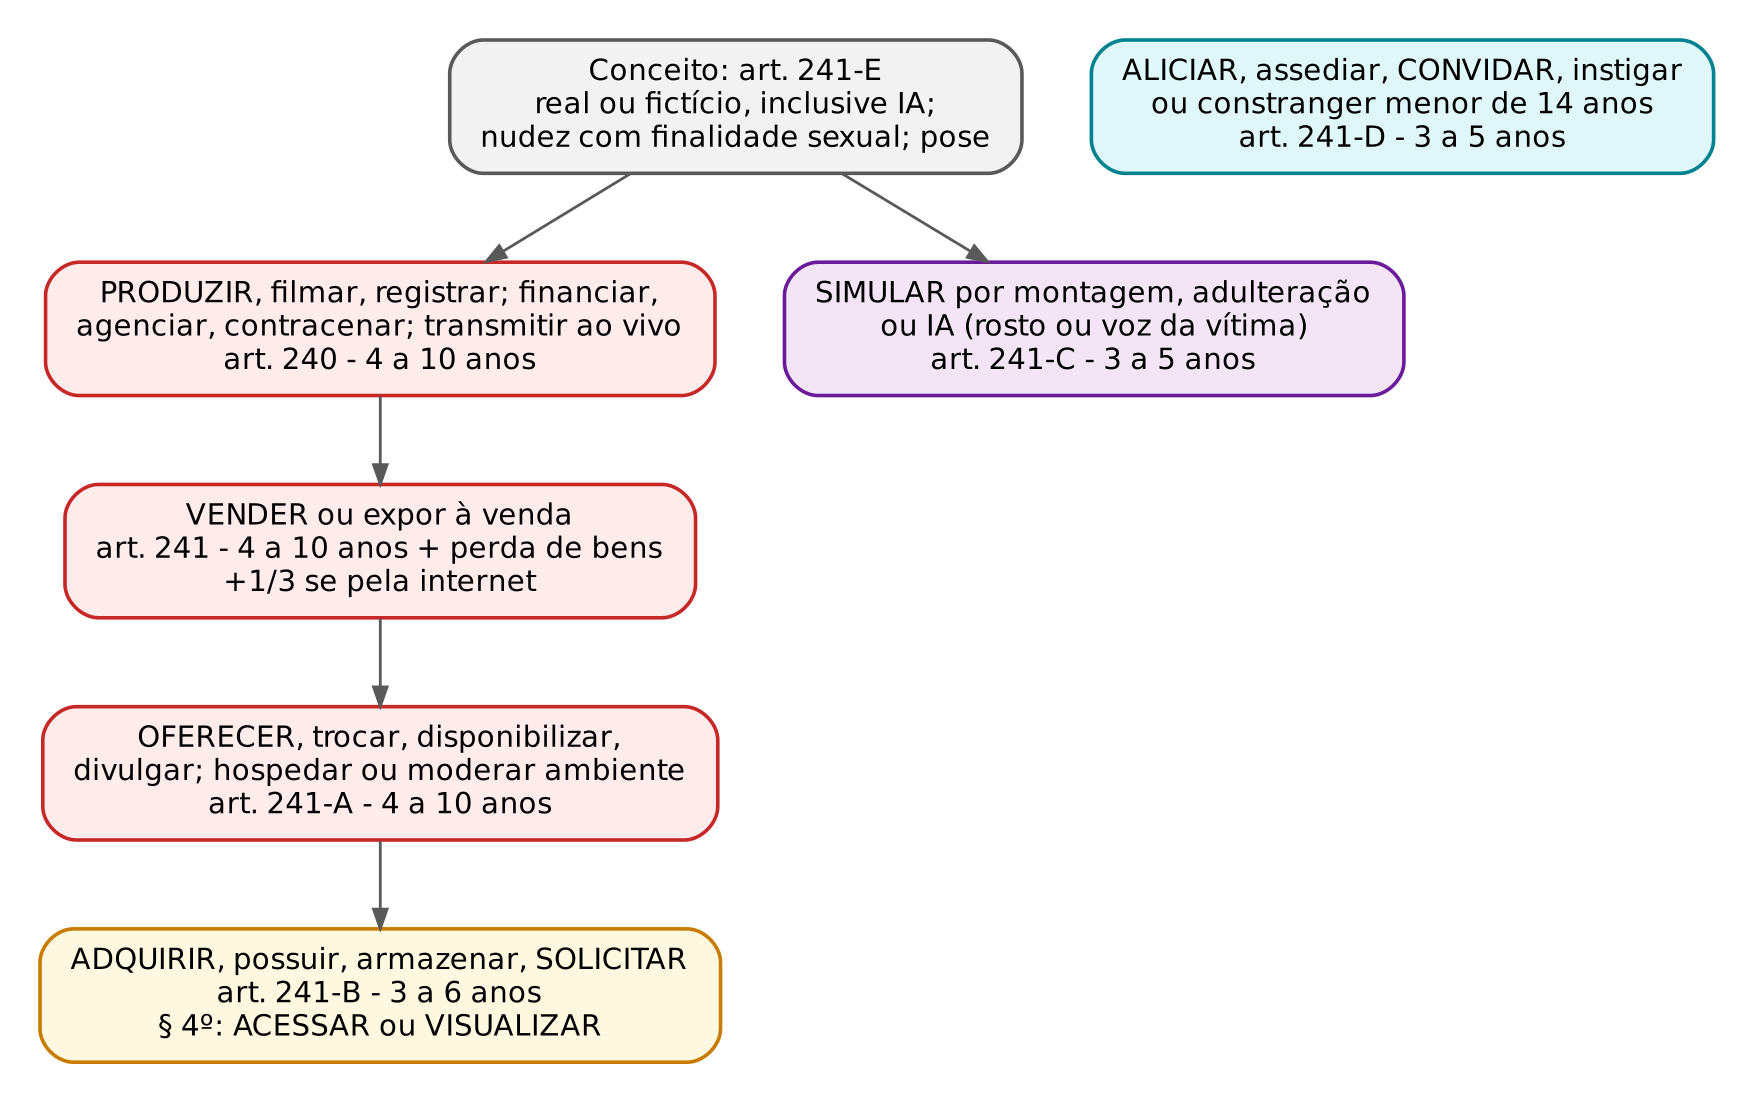 Conceito: art. 241-E
real ou fictício, inclusive IA;
nudez com finalidade sexual; pose
ALICIAR, assediar, CONVIDAR, instigar
ou constranger menor de 14 anos
art. 241-D - 3 a 5 anos
PRODUZIR, filmar, registrar; financiar,
agenciar, contracenar; transmitir ao vivo
art. 240 - 4 a 10 anos
SIMULAR por montagem, adulteração
ou IA (rosto ou voz da vítima)
art. 241-C - 3 a 5 anos
VENDER ou expor à venda
art. 241 - 4 a 10 anos + perda de bens
+1/3 se pela internet
OFERECER, trocar, disponibilizar,
divulgar; hospedar ou moderar ambiente
art. 241-A - 4 a 10 anos
ADQUIRIR, possuir, armazenar, SOLICITAR
art. 241-B - 3 a 6 anos
§ 4º: ACESSAR ou VISUALIZAR